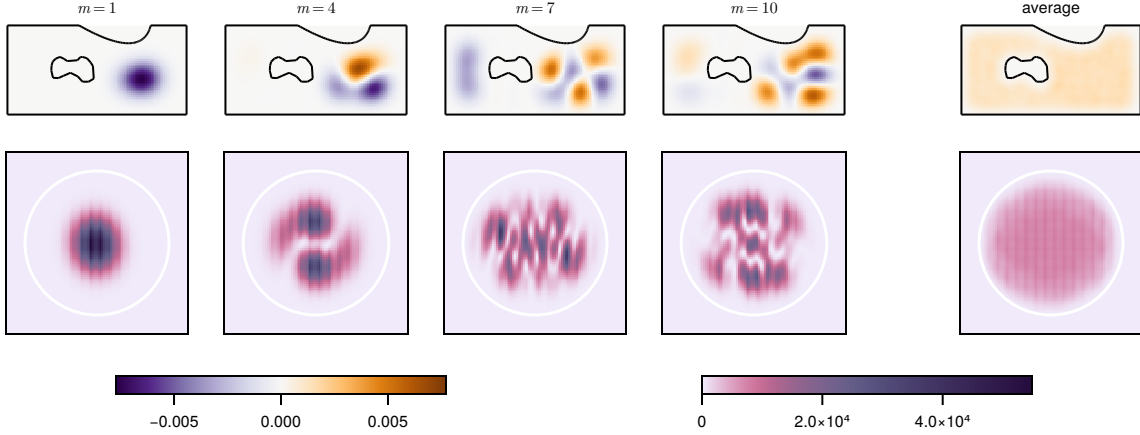 m = 1 m = 4 m = 7 m = 10 average
−0.005 0.000 0.005 0 2.0×10⁴ 4.0×10⁴